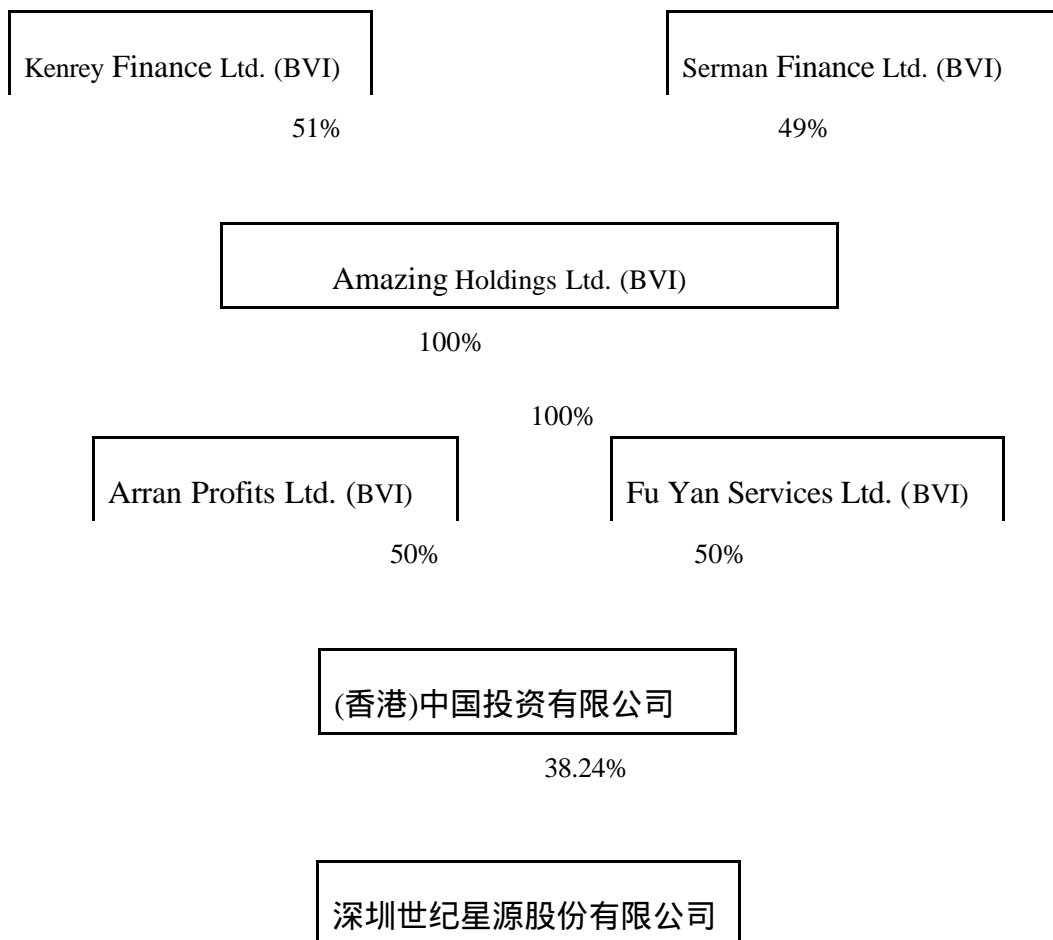 Kenrey Finance Ltd. (BVI)
Serman Finance Ltd. (BVI)
51%
49%
Amazing Holdings Ltd. (BVI)
100%
100%
Arran Profits Ltd. (BVI)
Fu Yan Services Ltd. (BVI)
50%
50%
(香港)中国投资有限公司
38.24%
深圳世纪星源股份有限公司